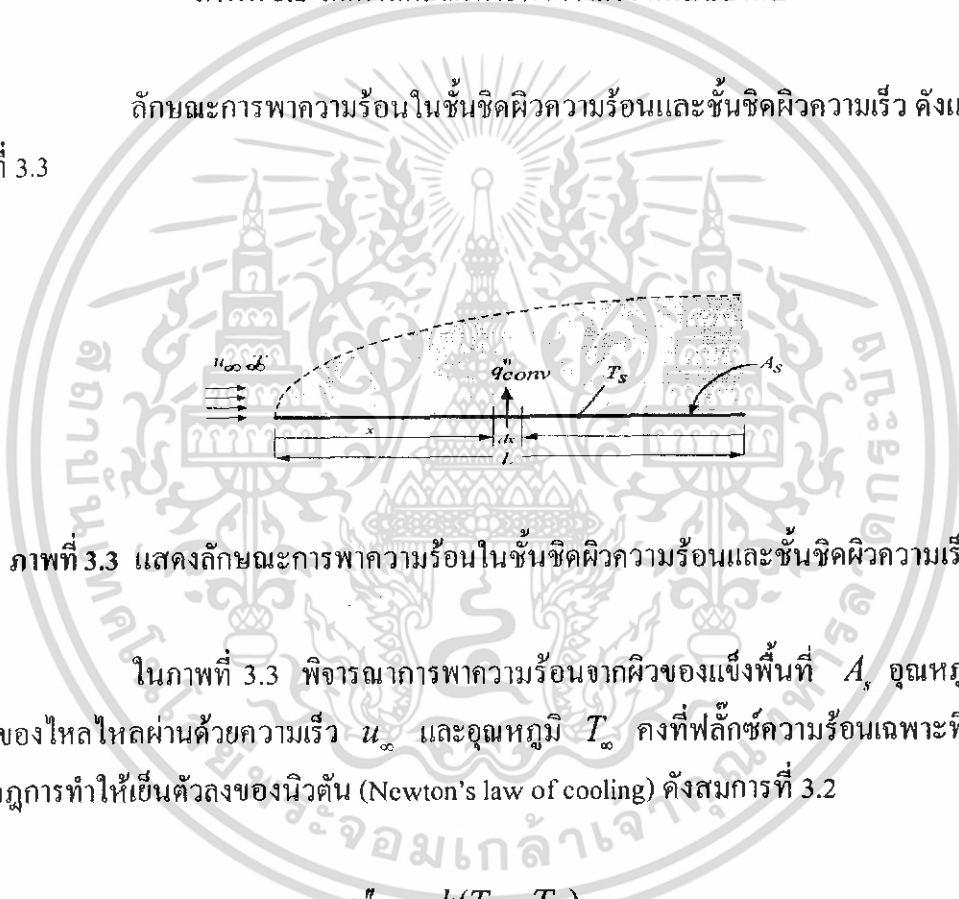 ลักษณะการพาความร้อนในชั้นชิดผิวความร้อนและชั้นชิดผิวความเร็ว ดังแ
ที่ 3.3
u∞
q"conv
Ts
As
x
dx
L
ภาพที่ 3.3 แสดงลักษณะการพาความร้อนในชั้นชิดผิวความร้อนและชั้นชิดผิวความเร็
ในภาพที่ 3.3 พิจารณาการพาความร้อนจากผิวของแข็งพื้นที่ A_s อุณหภู
ของไหลไหลผ่านด้วยความเร็ว u_∞ และอุณหภูมิ T_∞ คงที่ฟลั๊กซ์ความร้อนเฉพาะที่
กฎการทำให้เย็นตัวลงของนิวตัน (Newton's law of cooling) ดังสมการที่ 3.2